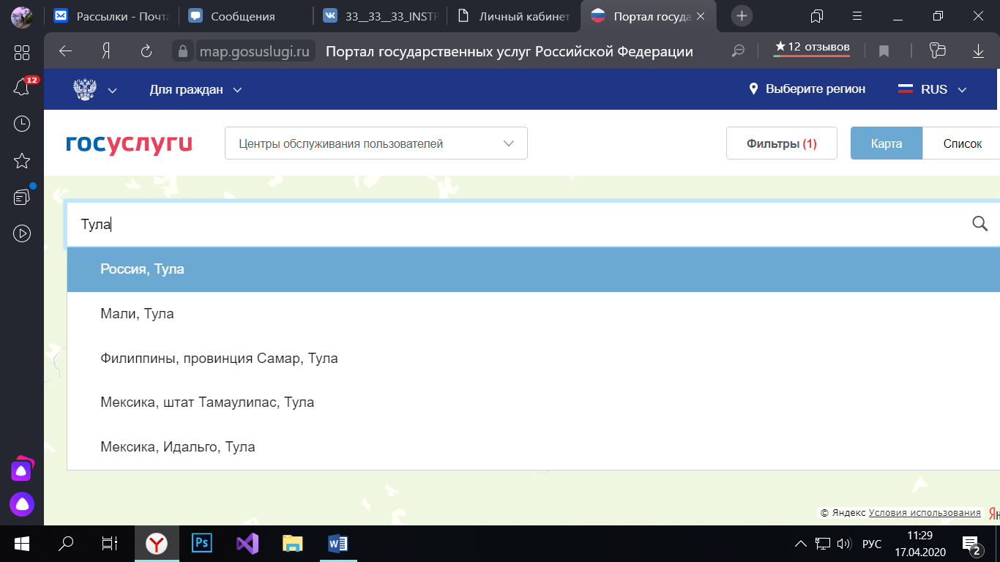 Рассылки - Почта
Сообщения
33__33__33_INSTR
Личный кабинет
Портал госуда
12
Я
map.gosuslugi.ru
Портал государственных услуг Российской Федерации
★12 отзывов
Для граждан
Выберите регион
RUS
госуслуги
Центры обслуживания пользователей
Фильтры (1)
Карта
Список
Тула
Россия, Тула
Мали, Тула
Филиппины, провинция Самар, Тула
Мексика, штат Тамаулипас, Тула
Мексика, Идальго, Тула
© Яндекс Условия использования
Ян
Ps
РУС
11:29
17.04.2020
2